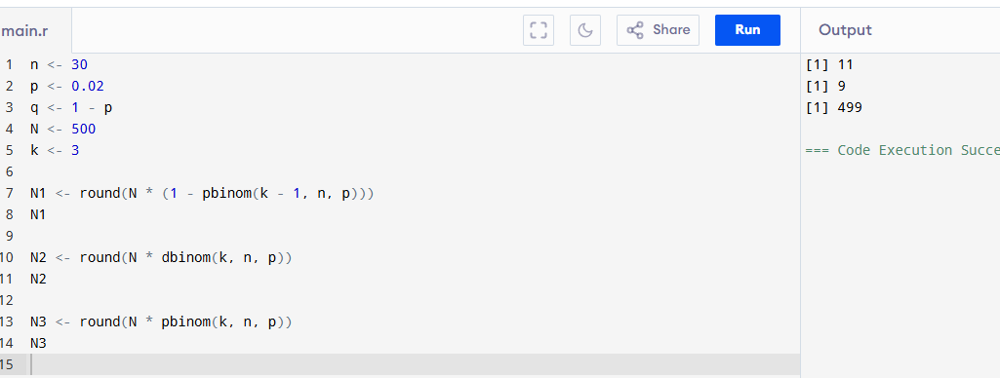 main.r
Share
Run
Output
1 n <- 30
2 p <- 0.02
3 q <- 1 - p
4 N <- 500
5 k <- 3
6
7 N1 <- round(N * (1 - pbinom(k - 1, n, p)))
8 N1
9
10 N2 <- round(N * dbinom(k, n, p))
11 N2
12
13 N3 <- round(N * pbinom(k, n, p))
14 N3
15
[1] 11
[1] 9
[1] 499
=== Code Execution Succe